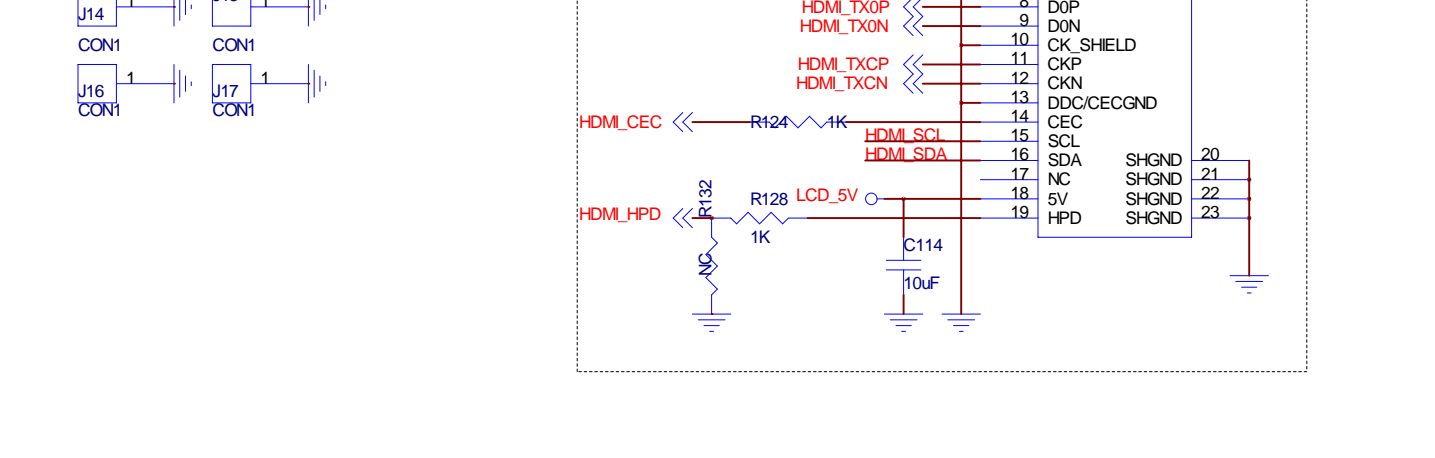 J14
1
CON1
1
CON1
J16
1
CON1
J17
1
CON1
HDMI_TX0P
8
D0P
HDMI_TX0N
9
D0N
10
CK_SHIELD
HDMI_TXCP
11
CKP
HDMI_TXCN
12
CKN
13
DDC/CECGND
HDMI_CEC
R124
1K
14
CEC
HDMI_SCL
15
SCL
HDMI_SDA
16
SDA
SHGND
20
17
NC
SHGND
21
R132
R128
LCD_5V
18
5V
SHGND
22
HDMI_HPD
19
HPD
SHGND
23
1K
NC
C114
10uF